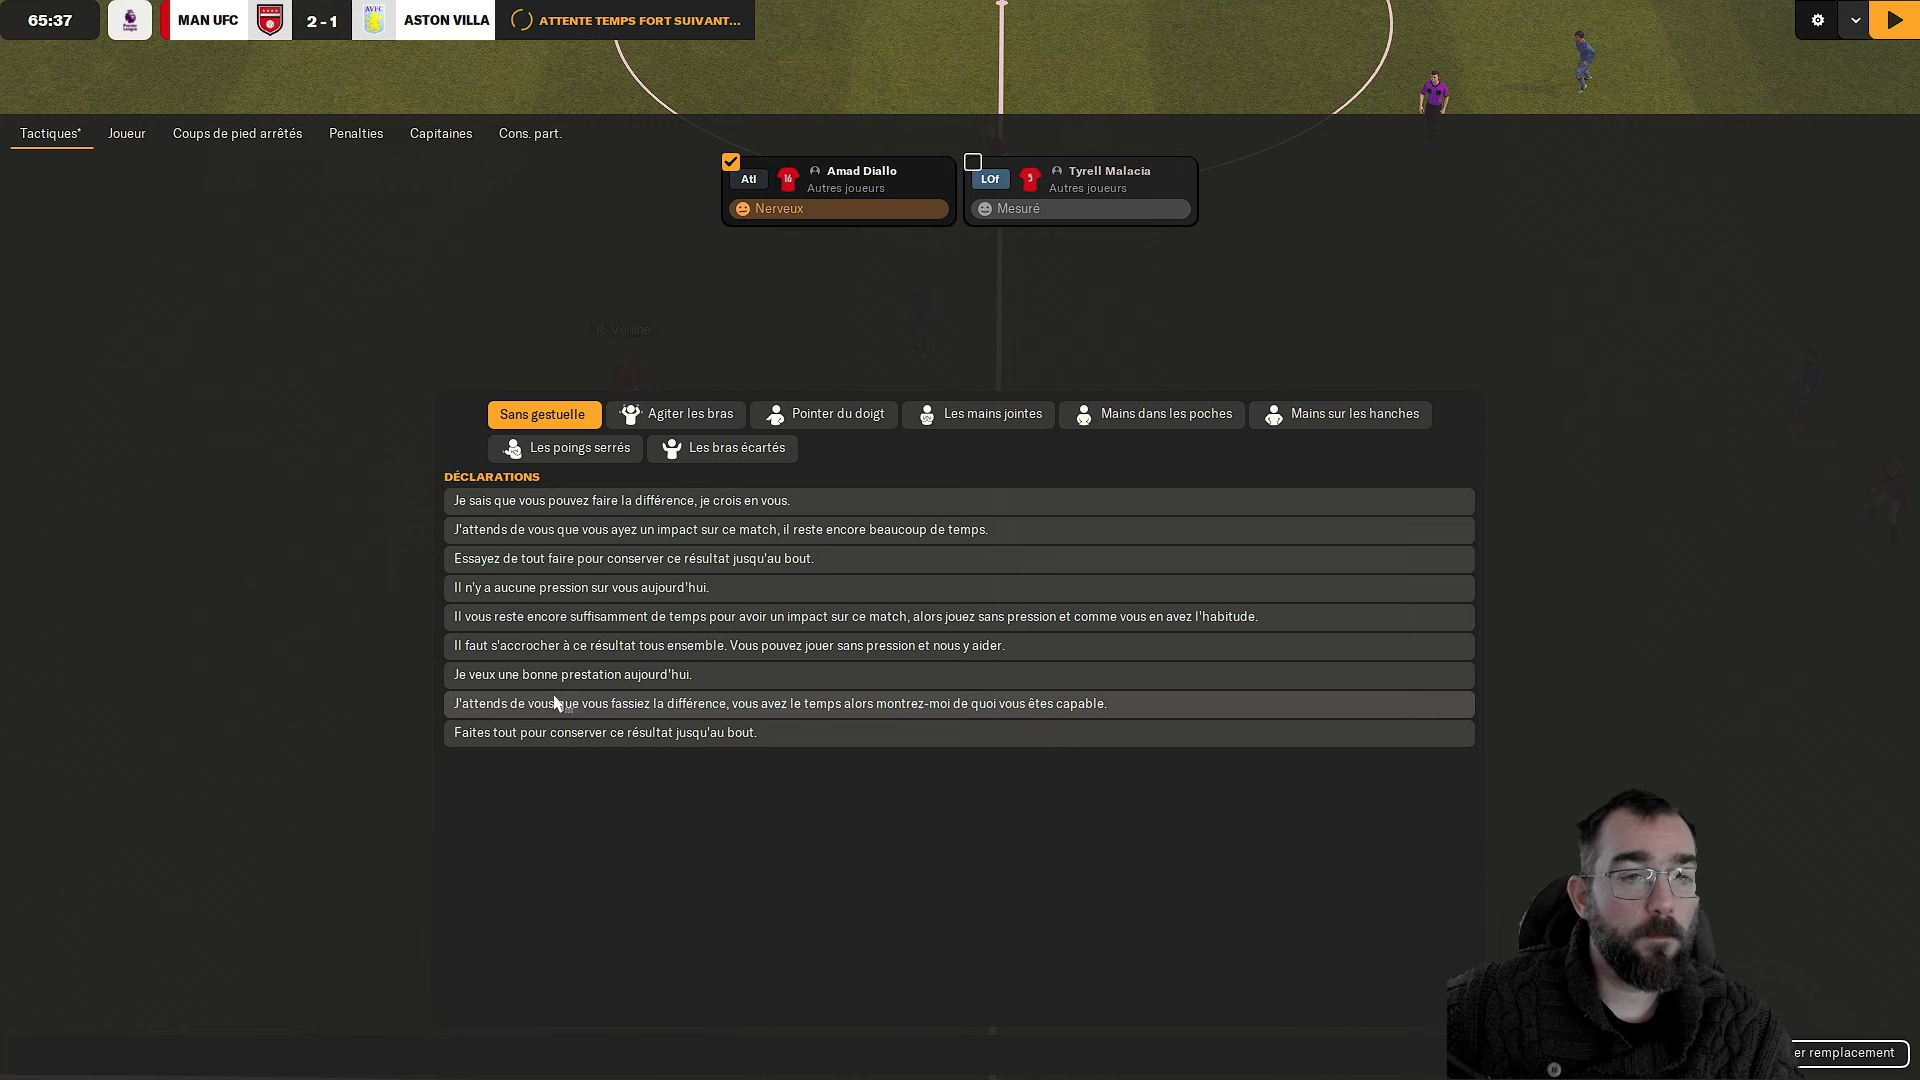 65:37
MAN UFC
2 - 1
AVFC
ASTON VILLA
ATTENTE TEMPS FORT SUIVANT...
Tactiques*
Joueur
Coups de pied arrêtés
Penalties
Capitaines
Cons. part.
Atl
16
Amad Diallo
Autres joueurs
Nerveux
LOf
5
Tyrell Malacia
Autres joueurs
Mesuré
R. Varane
Sans gestuelle
Agiter les bras
Pointer du doigt
Les mains jointes
Mains dans les poches
Mains sur les hanches
Les poings serrés
Les bras écartés
DÉCLARATIONS
Je sais que vous pouvez faire la différence, je crois en vous.
J'attends de vous que vous ayez un impact sur ce match, il reste encore beaucoup de temps.
Essayez de tout faire pour conserver ce résultat jusqu'au bout.
Il n'y a aucune pression sur vous aujourd'hui.
Il vous reste encore suffisamment de temps pour avoir un impact sur ce match, alors jouez sans pression et comme vous en avez l'habitude.
Il faut s'accrocher à ce résultat tous ensemble. Vous pouvez jouer sans pression et nous y aider.
Je veux une bonne prestation aujourd'hui.
J'attends de vous que vous fassiez la différence, vous avez le temps alors montrez-moi de quoi vous êtes capable.
Faites tout pour conserver ce résultat jusqu'au bout.
er remplacement